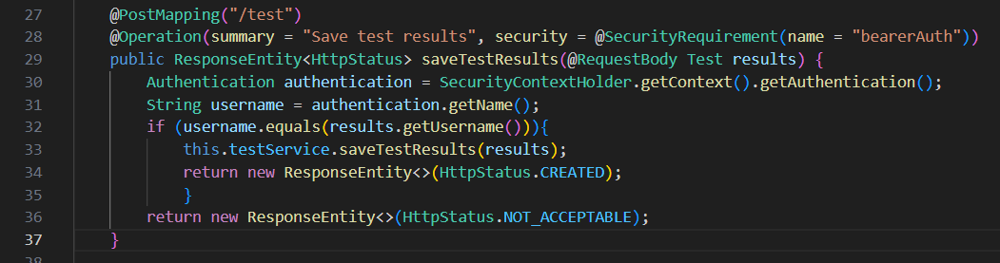 27 @PostMapping("/test")
28 @Operation(summary = "Save test results", security = @SecurityRequirement(name = "bearerAuth"))
29 public ResponseEntity<HttpStatus> saveTestResults(@RequestBody Test results) {
30 Authentication authentication = SecurityContextHolder.getContext().getAuthentication();
31 String username = authentication.getName();
32 if (username.equals(results.getUsername())){
33 this.testService.saveTestResults(results);
34 return new ResponseEntity<>(HttpStatus.CREATED);
35 }
36 return new ResponseEntity<>(HttpStatus.NOT_ACCEPTABLE);
37 }
38